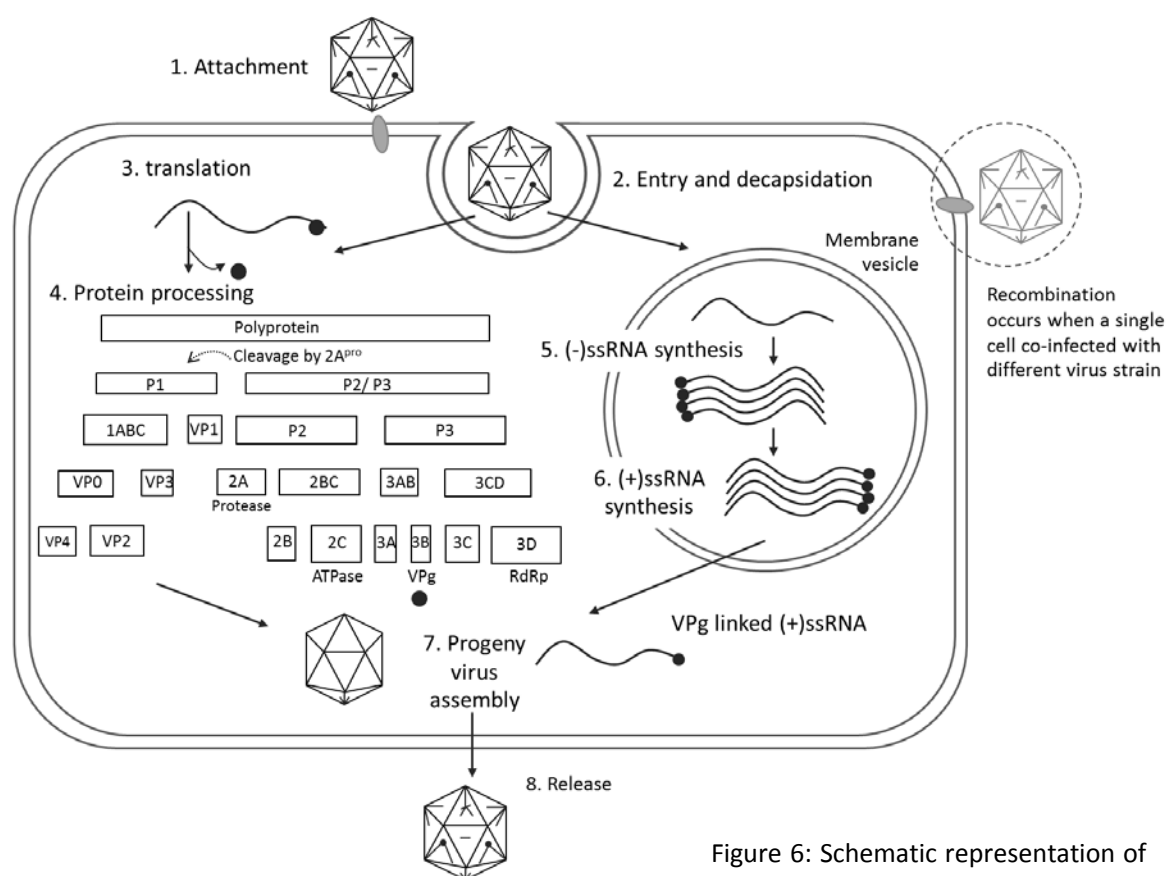 1. Attachment
3. translation
2. Entry and decapsidation
Membrane
vesicle
Recombination
occurs when a single
cell co-infected with
different virus strain
4. Protein processing
Polyprotein
Cleavage by 2Apro
P1
P2/ P3
1ABC
VP1
P2
P3
VP0
VP3
2A
2BC
3AB
3CD
Protease
VP4
VP2
2B
2C
3A
3B
3C
3D
ATPase
VPg
RdRp
5. (-)ssRNA synthesis
6. (+)ssRNA
synthesis
VPg linked (+)ssRNA
7. Progeny
virus
assembly
8. Release
Figure 6: Schematic representation of